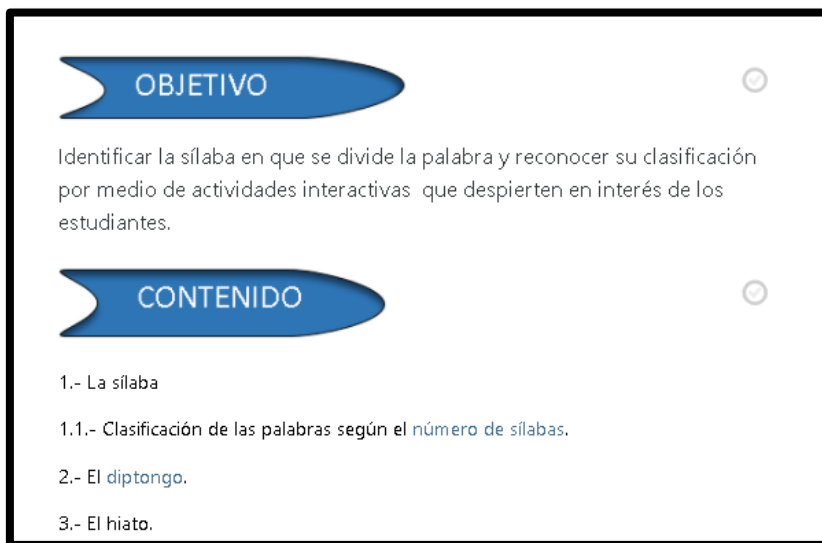 OBJETIVO
Identificar la sílaba en que se divide la palabra y reconocer su clasificación
por medio de actividades interactivas que despierten en interés de los
estudiantes.
CONTENIDO
1.- La sílaba
1.1.- Clasificación de las palabras según el número de sílabas.
2.- El diptongo.
3.- El hiato.